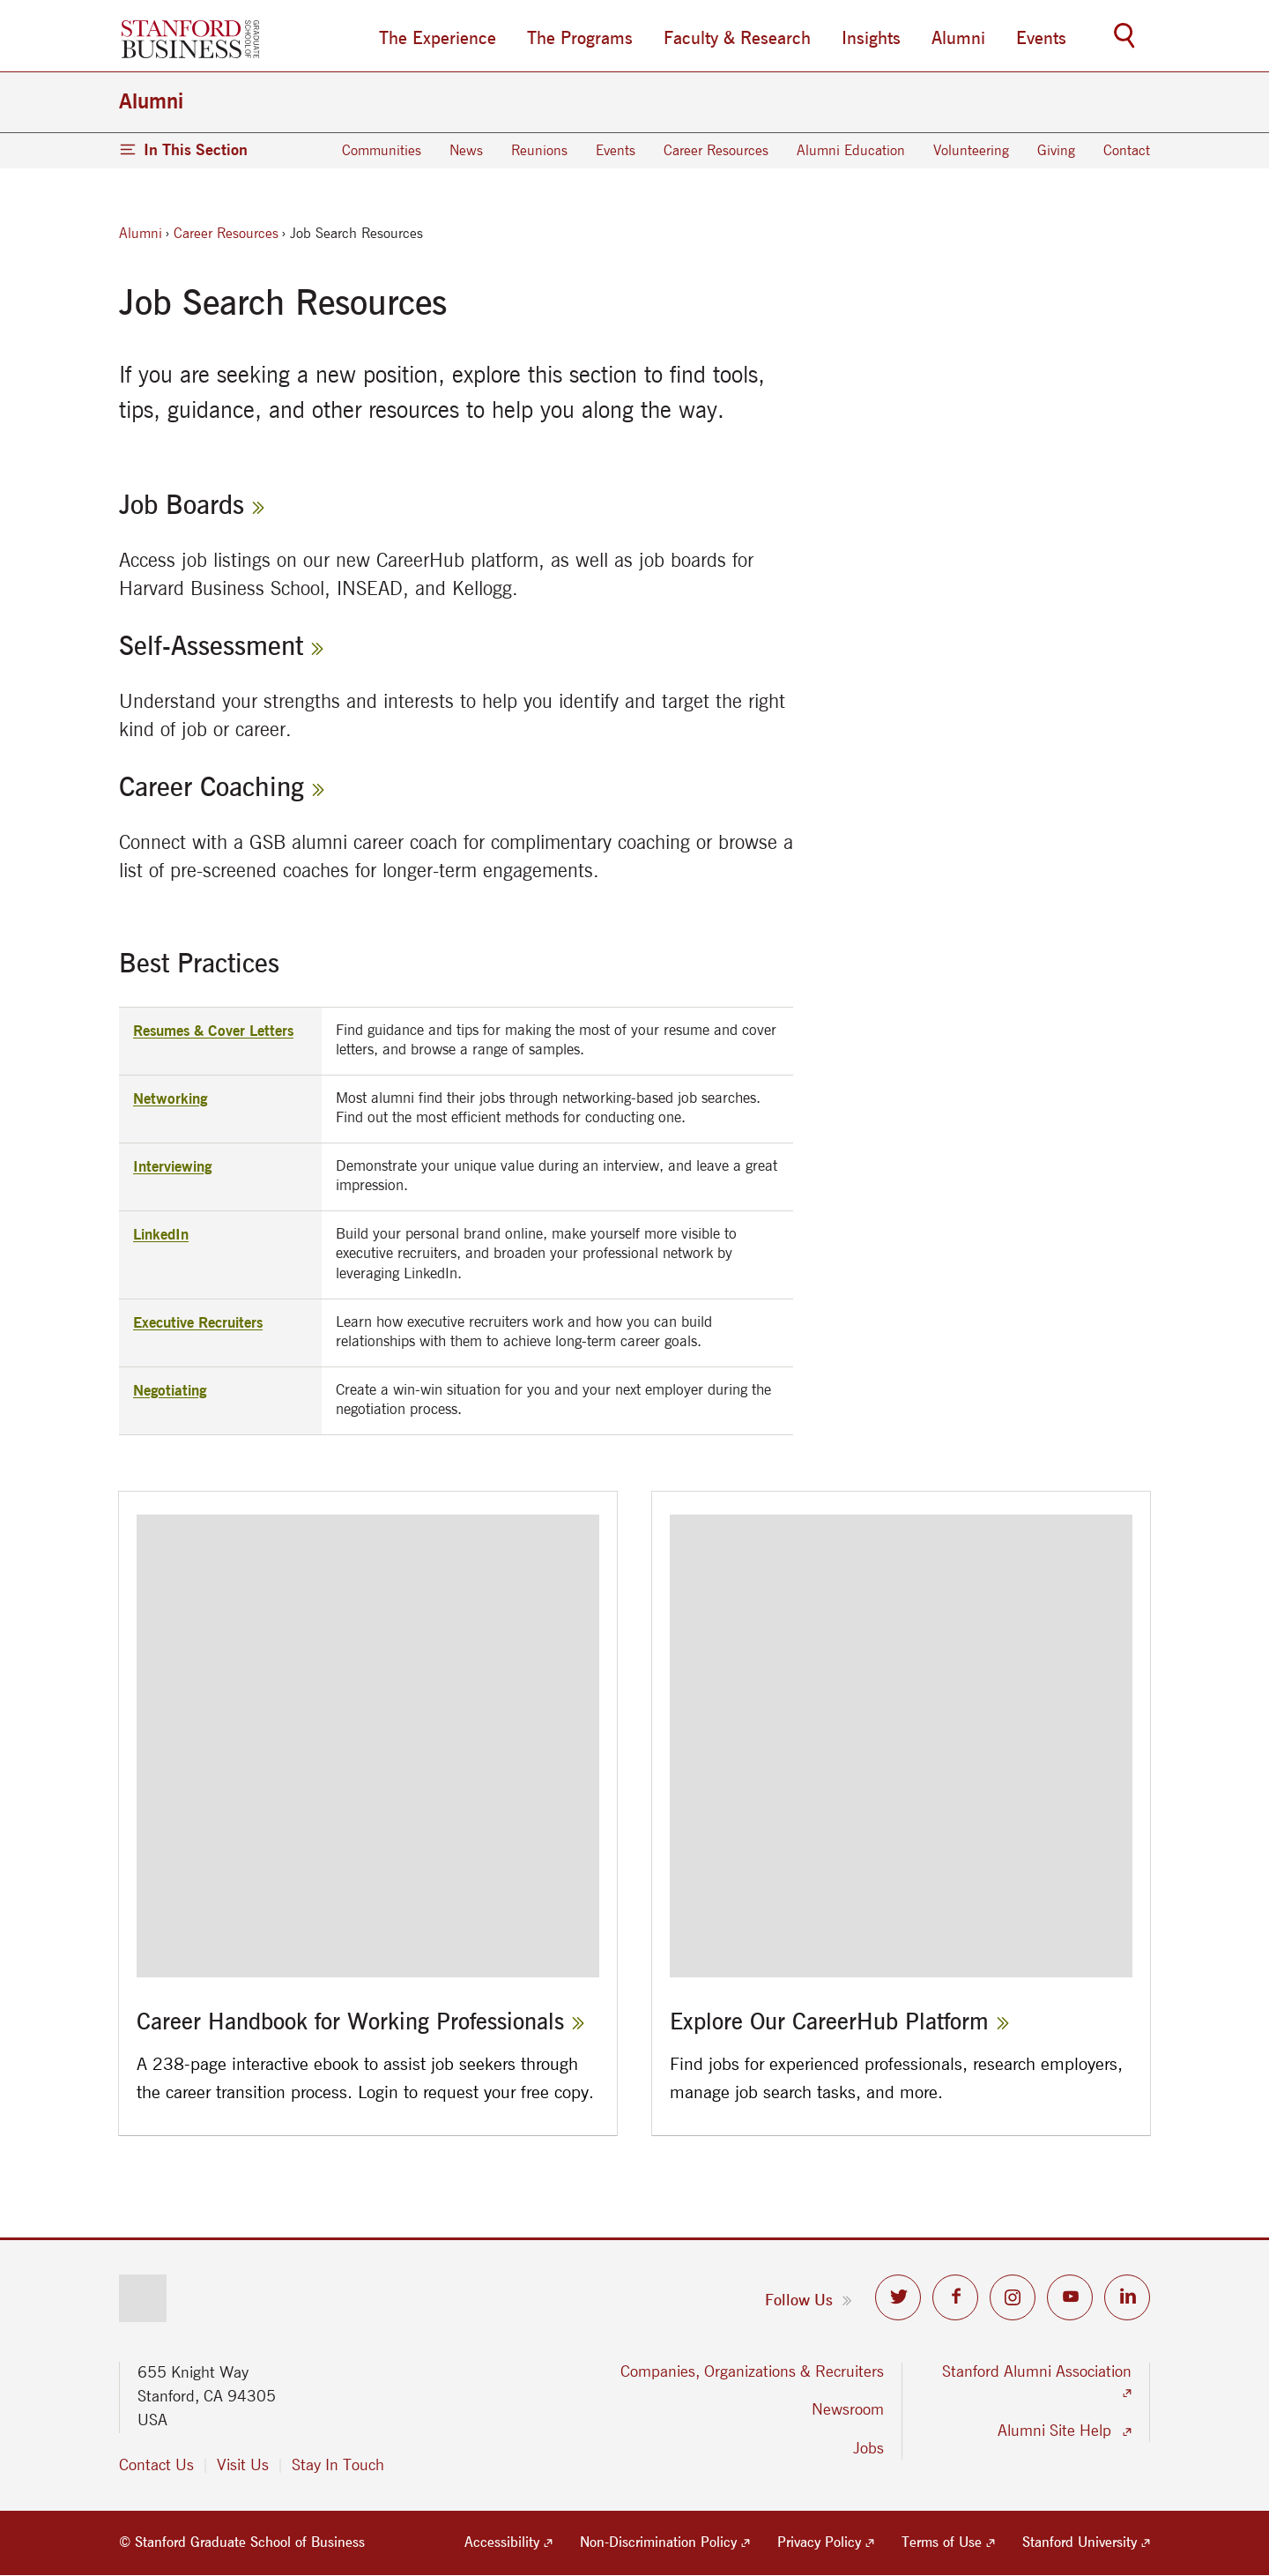 STANFORD
BUSINESS
GRADUATE
SCHOOL OF
The Experience
The Programs
Faculty & Research
Insights
Alumni
Events
Alumni
In This Section
Communities
News
Reunions
Events
Career Resources
Alumni Education
Volunteering
Giving
Contact
Alumni › Career Resources › Job Search Resources
Job Search Resources
If you are seeking a new position, explore this section to find tools,
tips, guidance, and other resources to help you along the way.
Job Boards »
Access job listings on our new CareerHub platform, as well as job boards for
Harvard Business School, INSEAD, and Kellogg.
Self-Assessment »
Understand your strengths and interests to help you identify and target the right
kind of job or career.
Career Coaching »
Connect with a GSB alumni career coach for complimentary coaching or browse a
list of pre-screened coaches for longer-term engagements.
Best Practices
Resumes & Cover Letters
Find guidance and tips for making the most of your resume and cover
letters, and browse a range of samples.
Networking
Most alumni find their jobs through networking-based job searches.
Find out the most efficient methods for conducting one.
Interviewing
Demonstrate your unique value during an interview, and leave a great
impression.
LinkedIn
Build your personal brand online, make yourself more visible to
executive recruiters, and broaden your professional network by
leveraging LinkedIn.
Executive Recruiters
Learn how executive recruiters work and how you can build
relationships with them to achieve long-term career goals.
Negotiating
Create a win-win situation for you and your next employer during the
negotiation process.
Career Handbook for Working Professionals »
A 238-page interactive ebook to assist job seekers through
the career transition process. Login to request your free copy.
Explore Our CareerHub Platform »
Find jobs for experienced professionals, research employers,
manage job search tasks, and more.
Follow Us »
655 Knight Way
Stanford, CA 94305
USA
Contact Us | Visit Us | Stay In Touch
Companies, Organizations & Recruiters
Newsroom
Jobs
Stanford Alumni Association
Alumni Site Help
© Stanford Graduate School of Business
Accessibility
Non-Discrimination Policy
Privacy Policy
Terms of Use
Stanford University